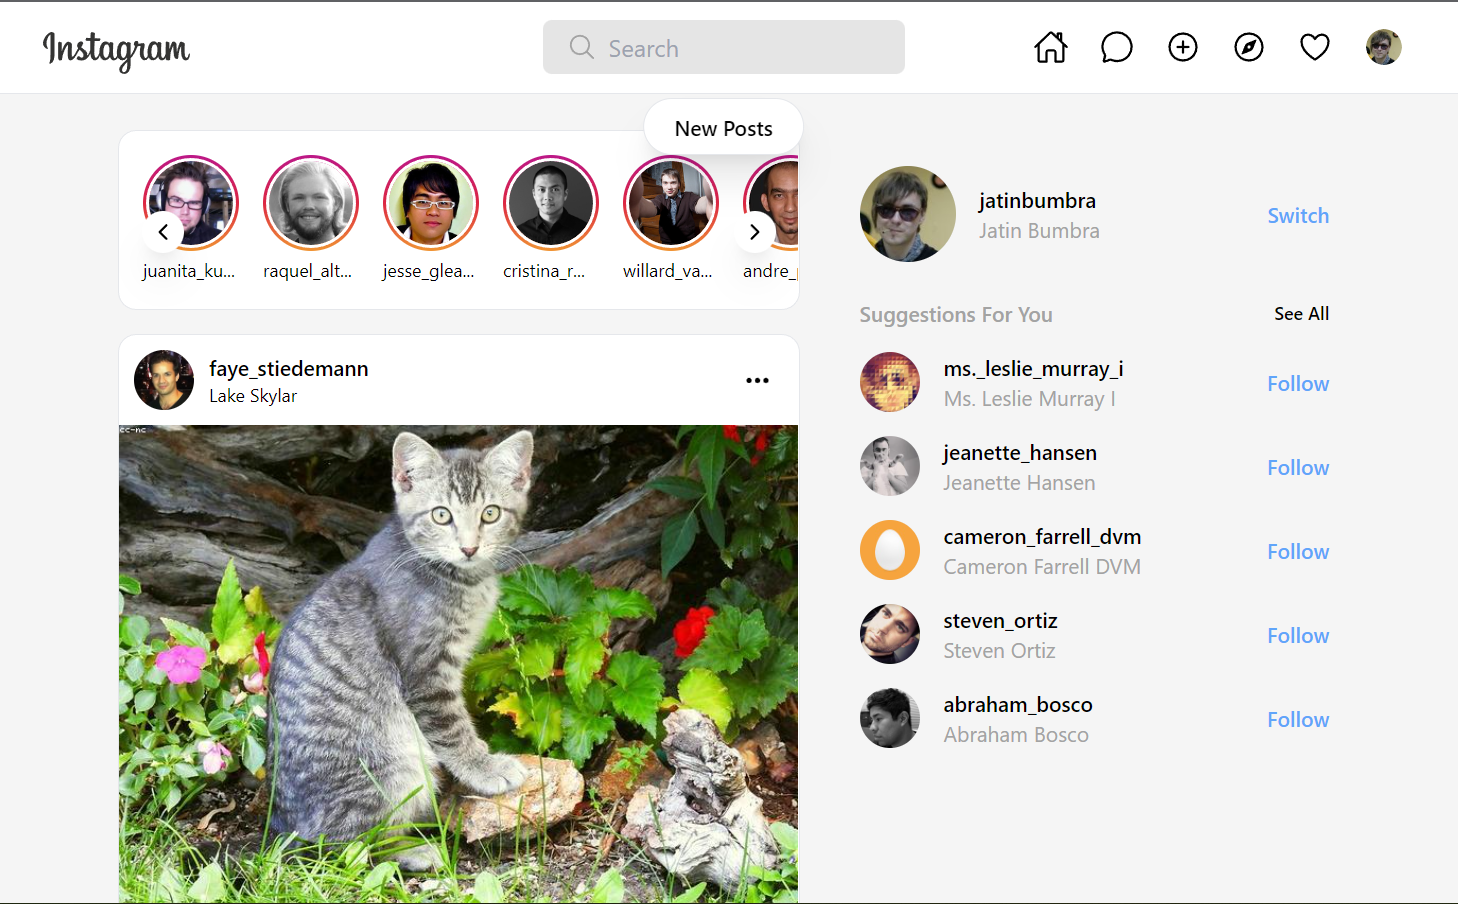 Instagram
Search
New Posts
juanita_ku...
raquel_alt...
jesse_glea...
cristina_r...
willard_va...
andre_
jatinbumbra
Jatin Bumbra
Switch
Suggestions For You
See All
faye_stiedemann
Lake Skylar
cc-nc
ms._leslie_murray_i
Ms. Leslie Murray I
Follow
jeanette_hansen
Jeanette Hansen
Follow
cameron_farrell_dvm
Cameron Farrell DVM
Follow
steven_ortiz
Steven Ortiz
Follow
abraham_bosco
Abraham Bosco
Follow